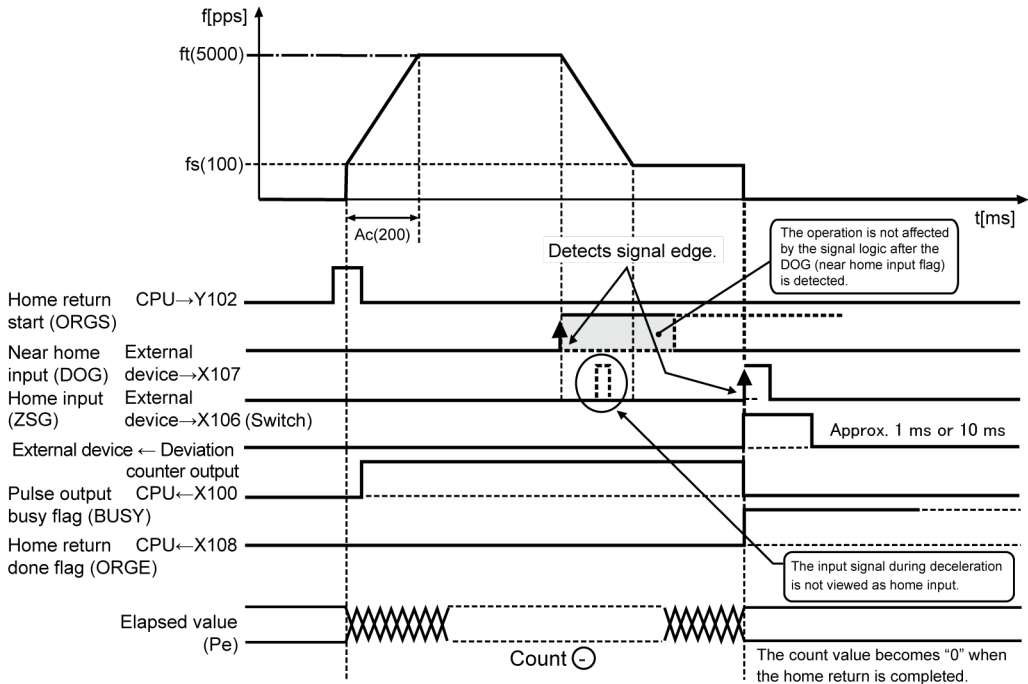 f[pps]
ft(5000)
fs(100)
t[ms]
Ac(200)
Detects signal edge.
The operation is not affected
by the signal logic after the
DOG (near home input flag)
is detected.
Home return CPU→Y102
start (ORGS)
Near home External
input (DOG) device→X107
Home input External
(ZSG) device→X106 (Switch)
Approx. 1 ms or 10 ms
External device ← Deviation
counter output
Pulse output CPU←X100
busy flag (BUSY)
Home return CPU←X108
done flag (ORGE)
The input signal during deceleration
is not viewed as home input.
Elapsed value
(Pe)
Count ⊖
The count value becomes “0” when
the home return is completed.